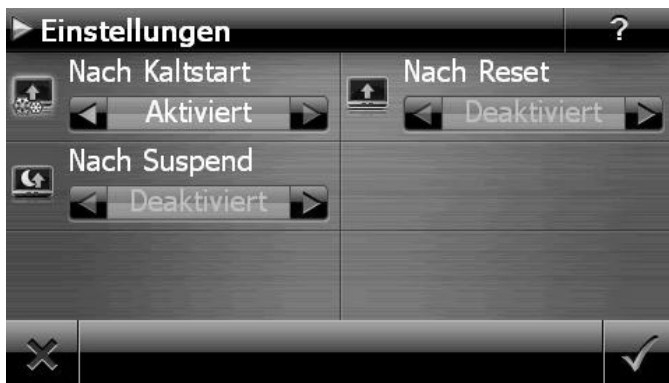 Einstellungen
?
Nach Kaltstart
Aktiviert
Nach Reset
Deaktiviert
Nach Suspend
Deaktiviert